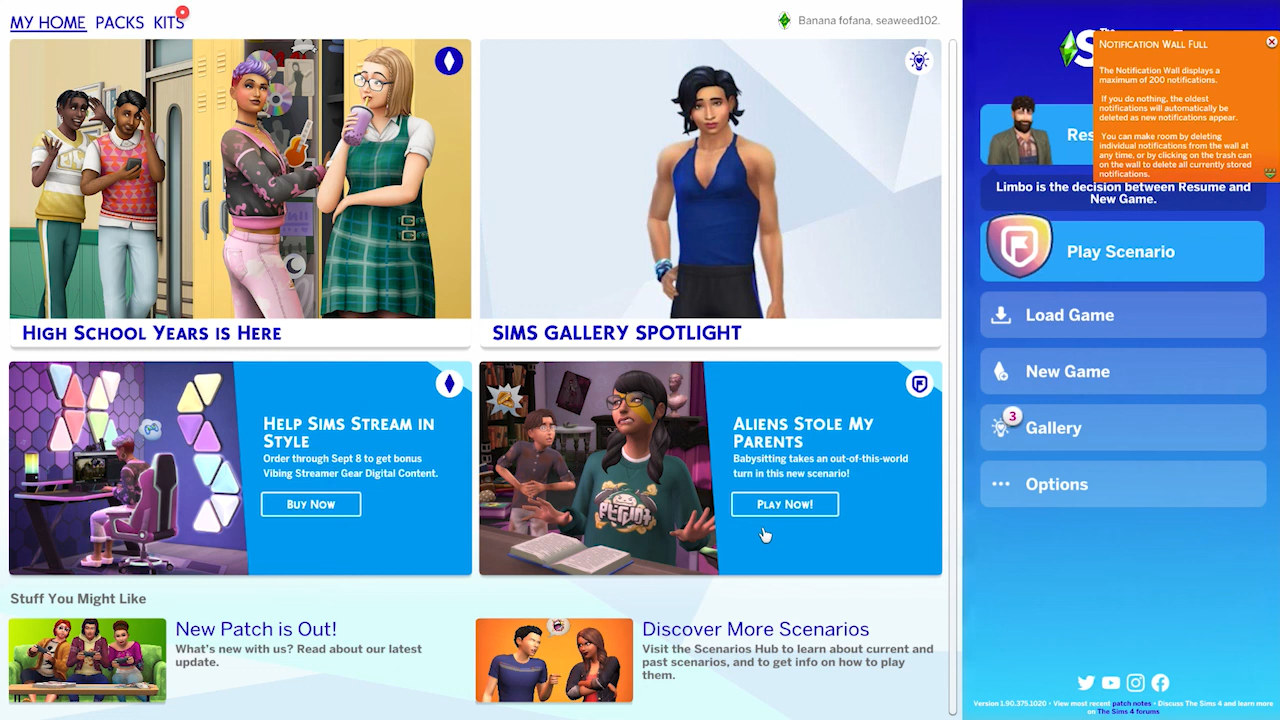 MY HOME PACKS KITS
Banana fofana, seaweed102.
HIGH SCHOOL YEARS IS HERE
SIMS GALLERY SPOTLIGHT
HELP SIMS STREAM IN
STYLE
Order through Sept 8 to get bonus
Vibing Streamer Gear Digital Content.
BUY NOW
ALIENS STOLE MY
PARENTS
Babysitting takes an out-of-this-world
turn in this new scenario!
PLAY NOW!
Stuff You Might Like
New Patch is Out!
What's new with us? Read about our latest
update.
Discover More Scenarios
Visit the Scenarios Hub to learn about current and
past scenarios, and to get info on how to play
them.
The
S
NOTIFICATION WALL FULL
The Notification Wall displays a
maximum of 200 notifications.
If you do nothing, the oldest
notifications will automatically be
deleted as new notifications appear.
You can make room by deleting
individual notifications from the wall at
any time, or by clicking on the trash can
on the wall to delete all currently stored
notifications.
Res
Limbo is the decision between Resume and
New Game.
Play Scenario
Load Game
New Game
3
Gallery
Options
Version 1.90.375.1020 • View most recent patch notes • Discuss The Sims 4 and learn more
on The Sims 4 forums